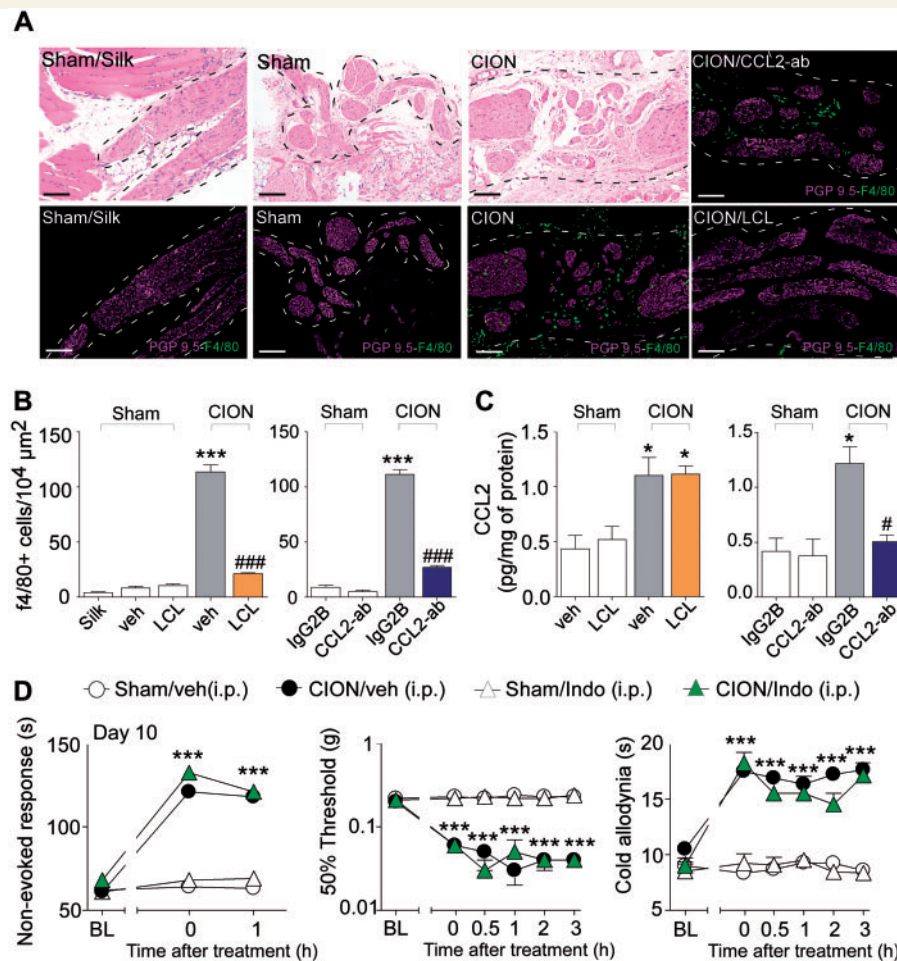 A
Sham/Silk
Sham
CION
CION/CCL2-ab
PGP 9.5-F4/80
Sham/Silk
Sham
CION
CION/LCL
PGP 9.5-F4/80
PGP 9.5-F4/80
PGP 9.5-F4/80
PGP 9.5-F4/80
B
Sham
CION
f4/80+ cells/10⁴ µm²
150
100
50
0
***
###
Silk
veh
LCL
veh
LCL
Sham
CION
150
100
50
0
***
###
IgG2B
CCL2-ab
IgG2B
CCL2-ab
C
Sham
CION
CCL2
(pg/mg of protein)
1.5
1.0
0.5
0.0
*
*
veh
LCL
veh
LCL
Sham
CION
1.5
1.0
0.5
0.0
*
#
IgG2B
CCL2-ab
IgG2B
CCL2-ab
D
Sham/veh(i.p.)
CION/veh (i.p.)
Sham/Indo (i.p.)
CION/Indo (i.p.)
Non-evoked response (s)
Day 10
150
100
50
***
***
BL
0
1
Time after treatment (h)
50% Threshold (g)
1
0.1
0.01
***
***
***
***
***
BL
0
0.5
1
2
3
Time after treatment (h)
Cold allodynia (s)
20
15
10
5
***
***
***
***
***
BL
0
0.5
1
2
3
Time after treatment (h)